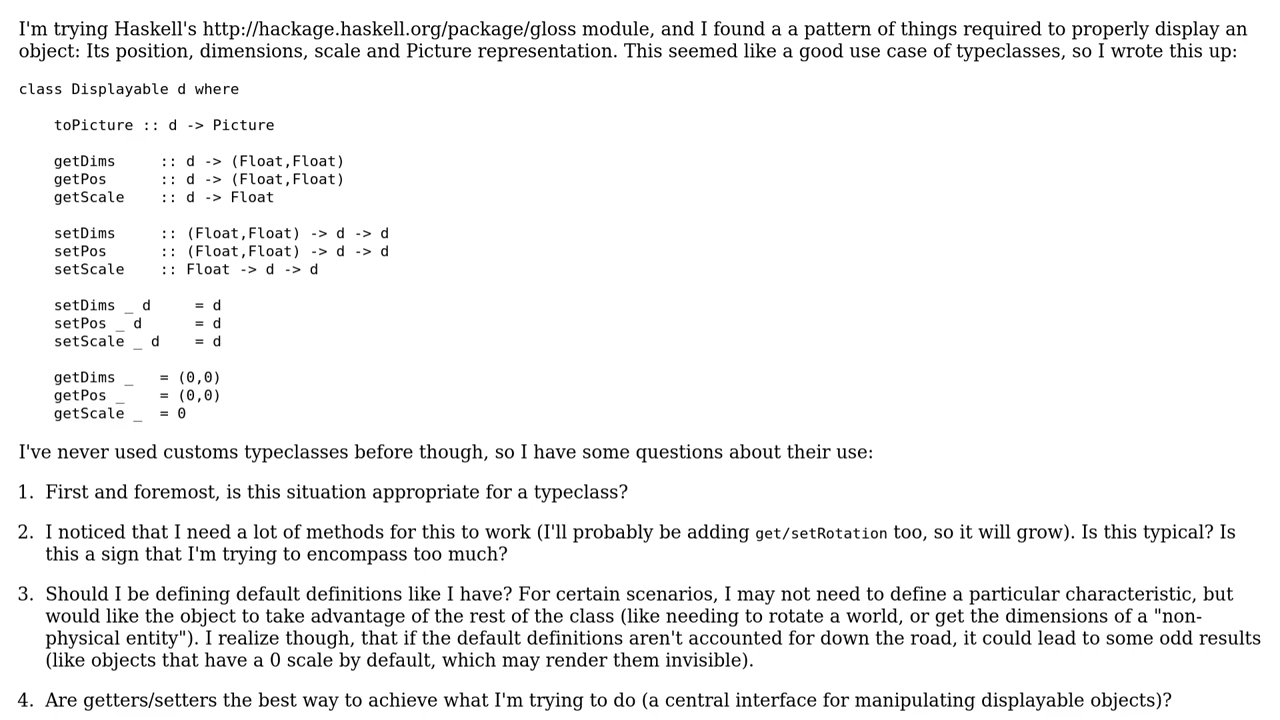 I'm trying Haskell's http://hackage.haskell.org/package/gloss module, and I found a a pattern of things required to properly display an
object: Its position, dimensions, scale and Picture representation. This seemed like a good use case of typeclasses, so I wrote this up:
class Displayable d where
toPicture :: d -> Picture
getDims     :: d -> (Float,Float)
getPos      :: d -> (Float,Float)
getScale    :: d -> Float
setDims     :: (Float,Float) -> d -> d
setPos      :: (Float,Float) -> d -> d
setScale    :: Float -> d -> d
setDims _ d     = d
setPos _ d      = d
setScale _ d    = d
getDims _   = (0,0)
getPos _    = (0,0)
getScale _  = 0
I've never used customs typeclasses before though, so I have some questions about their use:
1. First and foremost, is this situation appropriate for a typeclass?
2. I noticed that I need a lot of methods for this to work (I'll probably be adding get/setRotation too, so it will grow). Is this typical? Is
this a sign that I'm trying to encompass too much?
3. Should I be defining default definitions like I have? For certain scenarios, I may not need to define a particular characteristic, but
would like the object to take advantage of the rest of the class (like needing to rotate a world, or get the dimensions of a "non-
physical entity"). I realize though, that if the default definitions aren't accounted for down the road, it could lead to some odd results
(like objects that have a 0 scale by default, which may render them invisible).
4. Are getters/setters the best way to achieve what I'm trying to do (a central interface for manipulating displayable objects)?